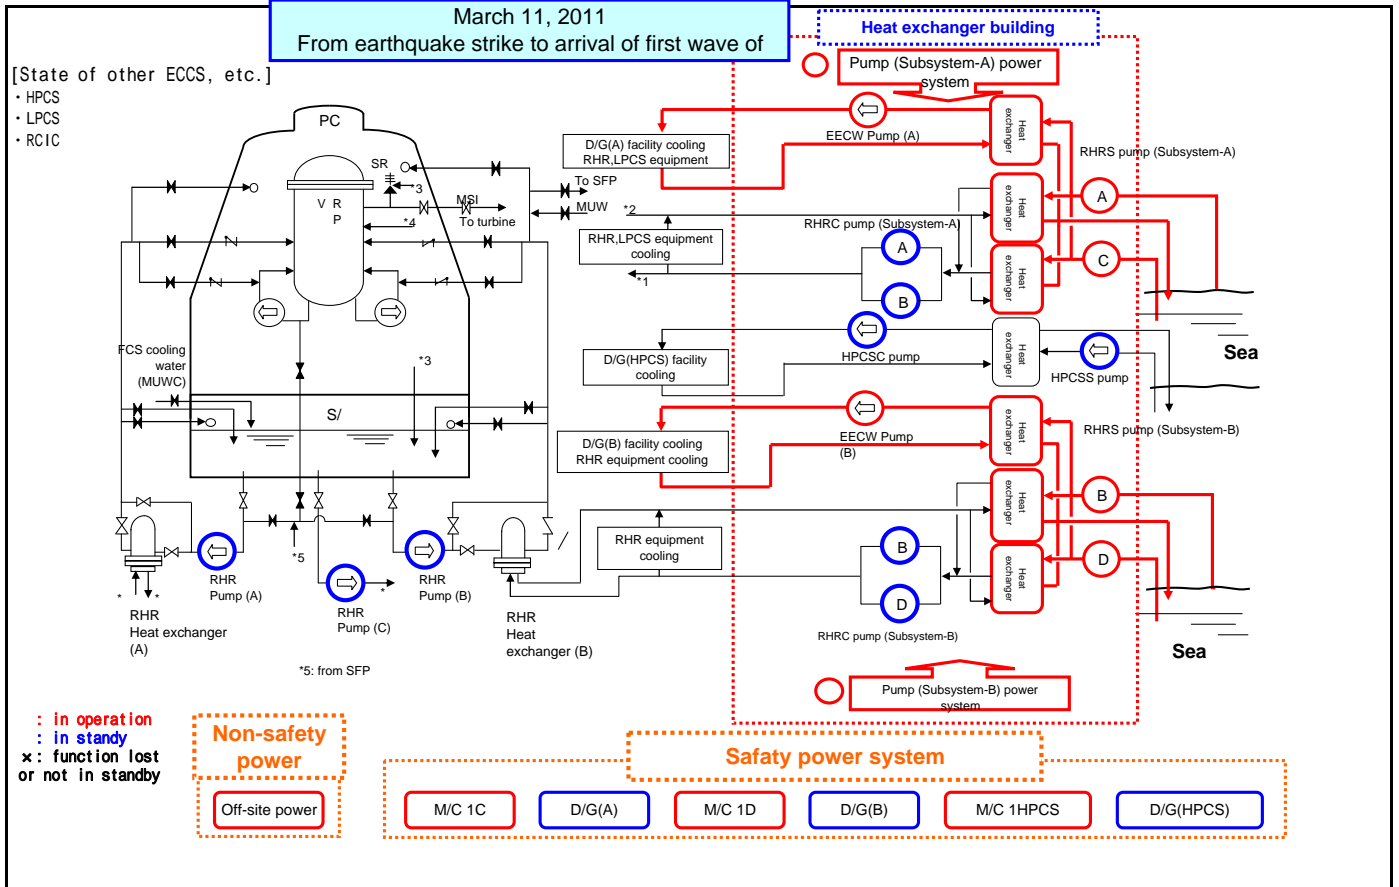 March 11, 2011
From earthquake strike to arrival of first wave of
Heat exchanger building
[State of other ECCS, etc.]
・HPCS
・LPCS
・RCIC
Pump (Subsystem-A) power
system
PC
SR
*3
V R
P
MSI
To turbine
*4
To SFP
MUW
EECW Pump (A)
D/G(A) facility cooling
RHR,LPCS equipment
Heat
exchanger
RHRS pump (Subsystem-A)
*2
RHRC pump (Subsystem-A)
RHR,LPCS equipment
cooling
*1
A
B
Heat
exchanger
Heat
exchanger
A
C
Sea
FCS cooling
water
(MUWC)
*3
S/
D/G(HPCS) facility
cooling
HPCSC pump
Heat
exchanger
HPCSS pump
RHRS pump (Subsystem-B)
D/G(B) facility cooling
RHR equipment cooling
EECW Pump
(B)
Heat
exchanger
Heat
exchanger
Heat
exchanger
B
D
RHR equipment
cooling
B
D
RHRC pump (Subsystem-B)
Sea
*5
RHR
Pump (A)
*
RHR
Pump (C)
RHR
Pump (B)
*
*
RHR
Heat exchanger
(A)
RHR
Heat
exchanger (B)
*5: from SFP
Pump (Subsystem-B) power
system
: in operation
: in standy
×: function lost
or not in standby
Non-safety
power
Off-site power
Safaty power system
M/C 1C
D/G(A)
M/C 1D
D/G(B)
M/C 1HPCS
D/G(HPCS)